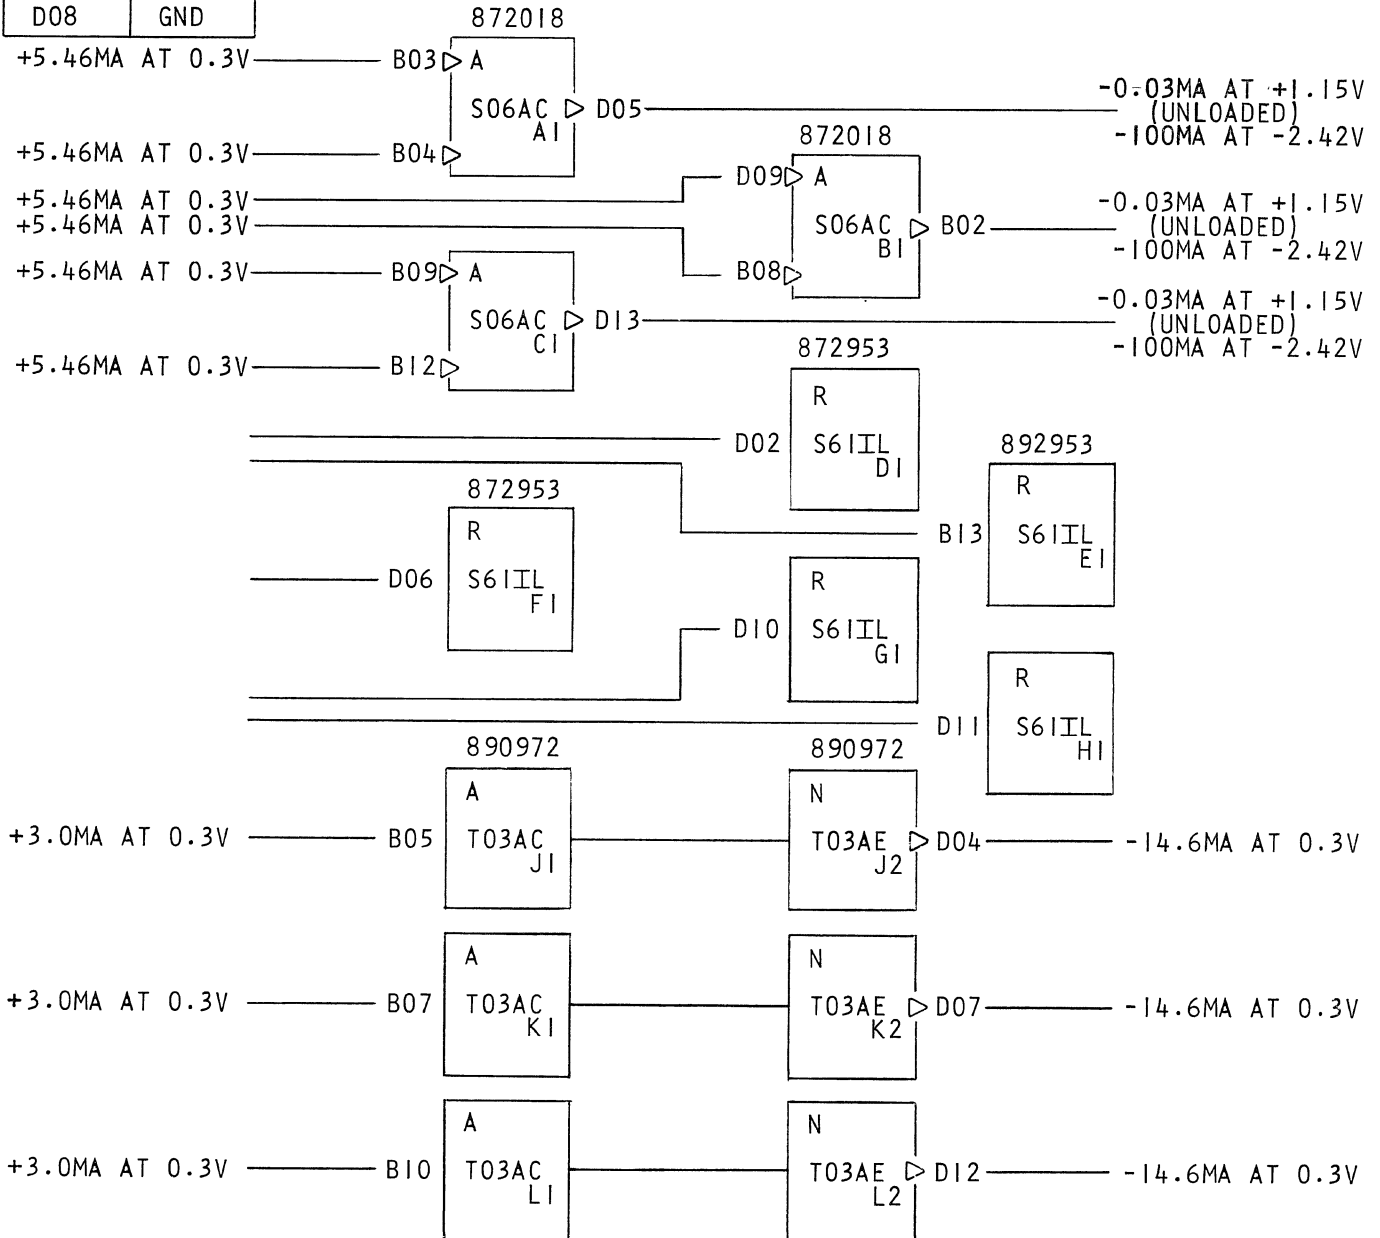 D08 GND
872018
+5.46MA AT 0.3V B03 A
S06AC D05
A1
-0.03MA AT +1.15V
(UNLOADED)
-100MA AT -2.42V
+5.46MA AT 0.3V B04
872018
+5.46MA AT 0.3V D09 A
+5.46MA AT 0.3V
S06AC B02
B1
-0.03MA AT +1.15V
(UNLOADED)
-100MA AT -2.42V
B08
+5.46MA AT 0.3V B09 A
S06AC D13
C1
-0.03MA AT +1.15V
(UNLOADED)
-100MA AT -2.42V
+5.46MA AT 0.3V B12
872953
R
D02 S61IL
D1
892953
R
B13 S61IL
E1
872953
R
D06 S61IL
F1
R
D10 S61IL
G1
R
D11 S61IL
H1
890972 890972
A N
+3.0MA AT 0.3V B05 T03AC T03AE D04 -14.6MA AT 0.3V
J1 J2
A N
+3.0MA AT 0.3V B07 T03AC T03AE D07 -14.6MA AT 0.3V
K1 K2
A N
+3.0MA AT 0.3V B10 T03AC T03AE D12 -14.6MA AT 0.3V
L1 L2